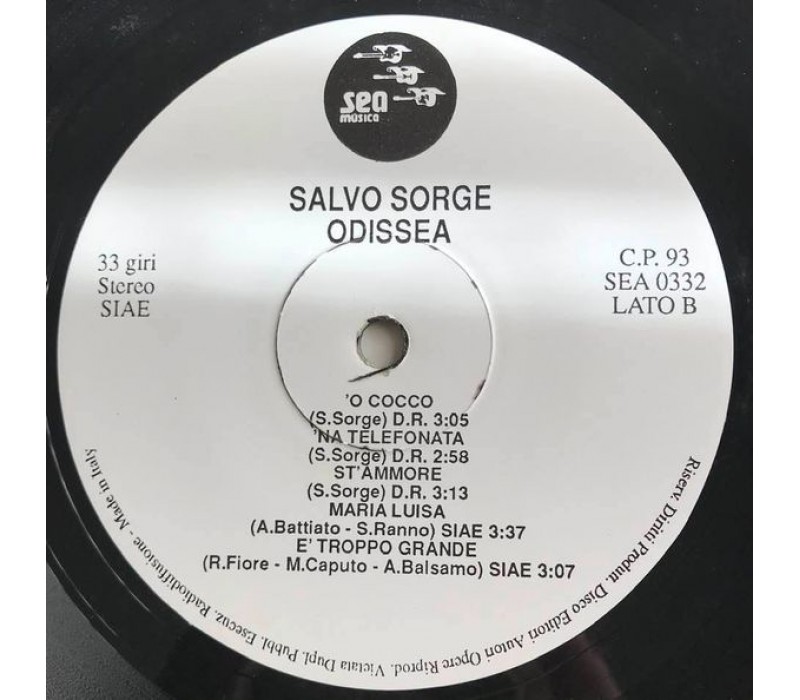 sea
musica
SALVO SORGE
ODISSEA
33 giri
Stereo
SIAE
C.P. 93
SEA 0332
LATO B
'O COCCO
(S.Sorge) D.R. 3:05
'NA TELEFONATA
(S.Sorge) D.R. 2:58
ST'AMMORE
(S.Sorge) D.R. 3:13
MARIA LUISA
(A.Battiato - S.Ranno) SIAE 3:37
E' TROPPO GRANDE
(R.Fiore - M.Caputo - A.Balsamo) SIAE 3:07
Riserv. Diritti Produtt. Disco Editori Autori Opere Riprod. Vietata Dupl. Pubbl. Esecuz. Radiodiffusione - Made in Italy